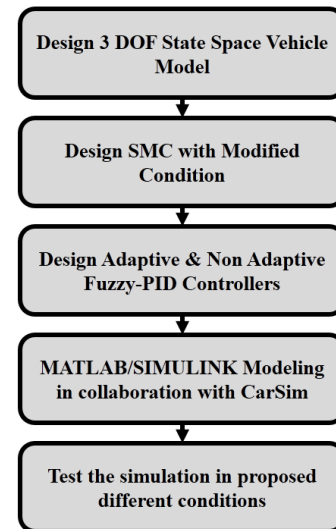 Design 3 DOF State Space Vehicle
Model
Design SMC with Modified
Condition
Design Adaptive & Non Adaptive
Fuzzy-PID Controllers
MATLAB/SIMULINK Modeling
in collaboration with CarSim
Test the simulation in proposed
different conditions